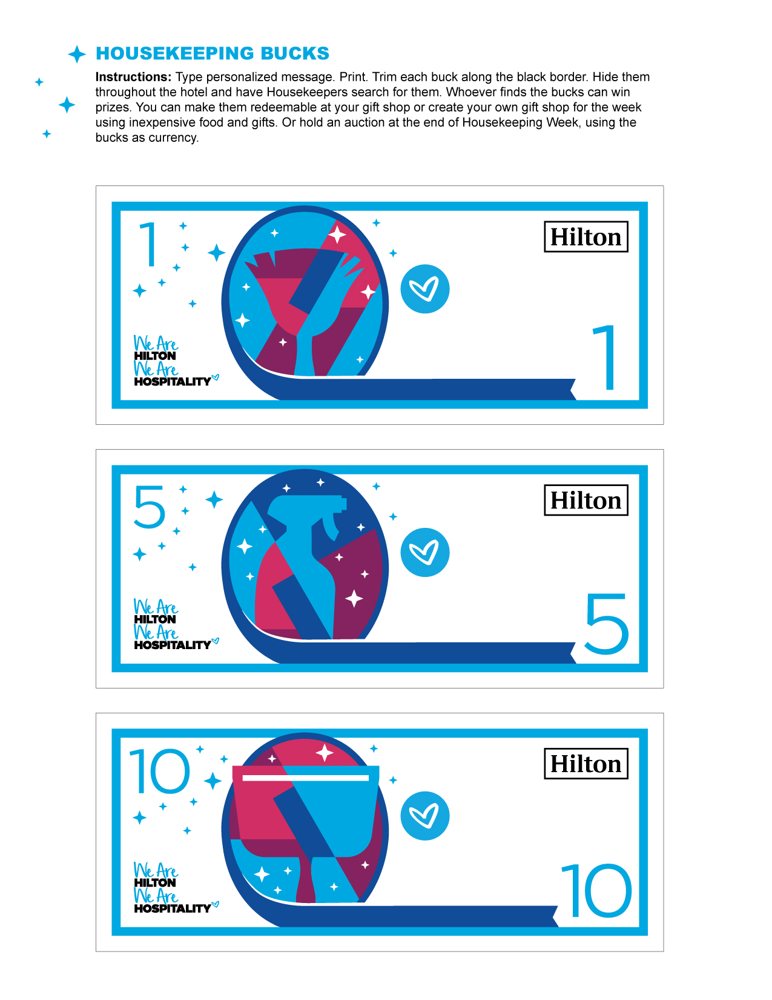 HOUSEKEEPING BUCKS
Instructions: Type personalized message. Print. Trim each buck along the black border. Hide them
throughout the hotel and have Housekeepers search for them. Whoever finds the bucks can win
prizes. You can make them redeemable at your gift shop or create your own gift shop for the week
using inexpensive food and gifts. Or hold an auction at the end of Housekeeping Week, using the
bucks as currency.
1
Hilton
We Are
HILTON
We Are
HOSPITALITY
1
5
Hilton
We Are
HILTON
We Are
HOSPITALITY
5
10
Hilton
We Are
HILTON
We Are
HOSPITALITY
10